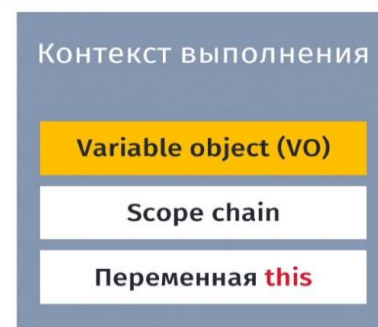 Контекст выполнения
Variable object (VO)
Scope chain
Переменная this